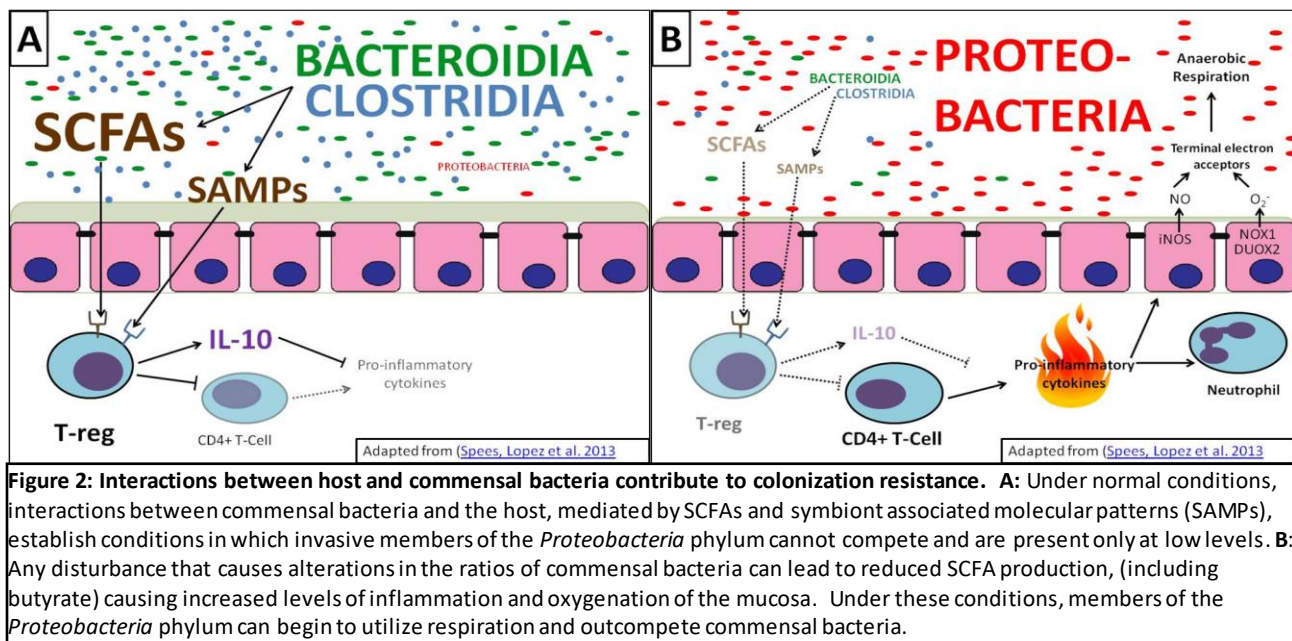 A
BACTEROIDIA
CLOSTRIDIA
SCFAs
PROTEOBACTERIA
SAMPs
IL-10
Pro-inflammatory
cytokines
T-reg
CD4+ T-Cell
Adapted from (Spees, Lopez et al. 2013
B
PROTEO-
BACTERIA
Anaerobic
Respiration
BACTEROIDIA
CLOSTRIDIA
SCFAs
SAMPs
Terminal electron
acceptors
NO
O₂⁻
iNOS
NOX1
DUOX2
IL-10
Pro-inflammatory
cytokines
Neutrophil
T-reg
CD4+ T-Cell
Adapted from (Spees, Lopez et al. 2013
Figure 2: Interactions between host and commensal bacteria contribute to colonization resistance. A: Under normal conditions,
interactions between commensal bacteria and the host, mediated by SCFAs and symbiont associated molecular patterns (SAMPs),
establish conditions in which invasive members of the Proteobacteria phylum cannot compete and are present only at low levels. B:
Any disturbance that causes alterations in the ratios of commensal bacteria can lead to reduced SCFA production, (including
butyrate) causing increased levels of inflammation and oxygenation of the mucosa. Under these conditions, members of the
Proteobacteria phylum can begin to utilize respiration and outcompete commensal bacteria.